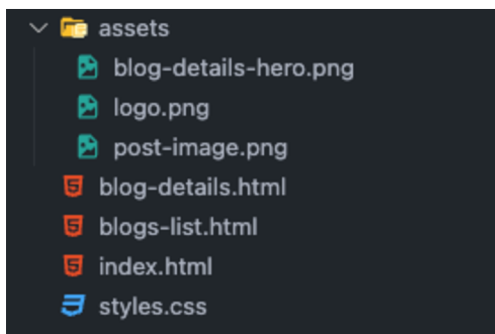 assets
blog-details-hero.png
logo.png
post-image.png
blog-details.html
blogs-list.html
index.html
styles.css